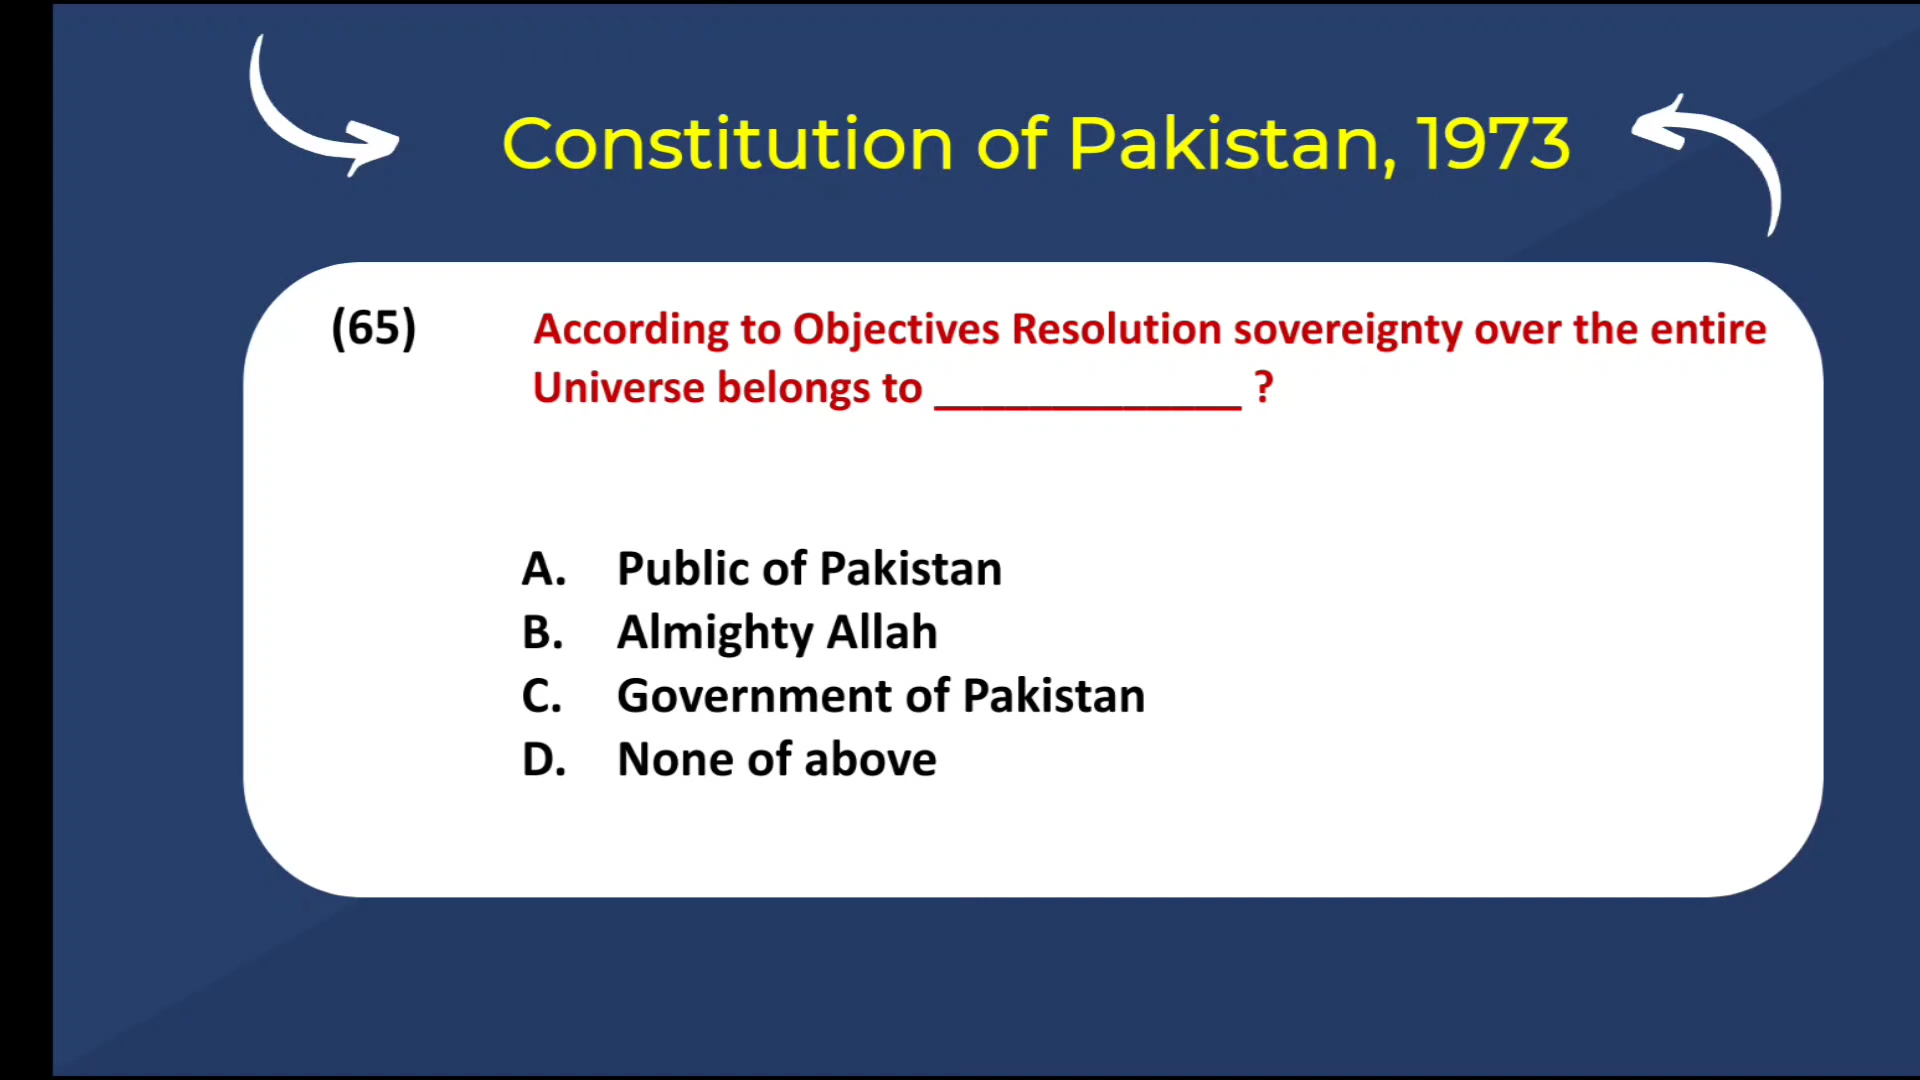 Constitution of Pakistan, 1973
(65) According to Objectives Resolution sovereignty over the entire
Universe belongs to _____________ ?
A. Public of Pakistan
B. Almighty Allah
C. Government of Pakistan
D. None of above